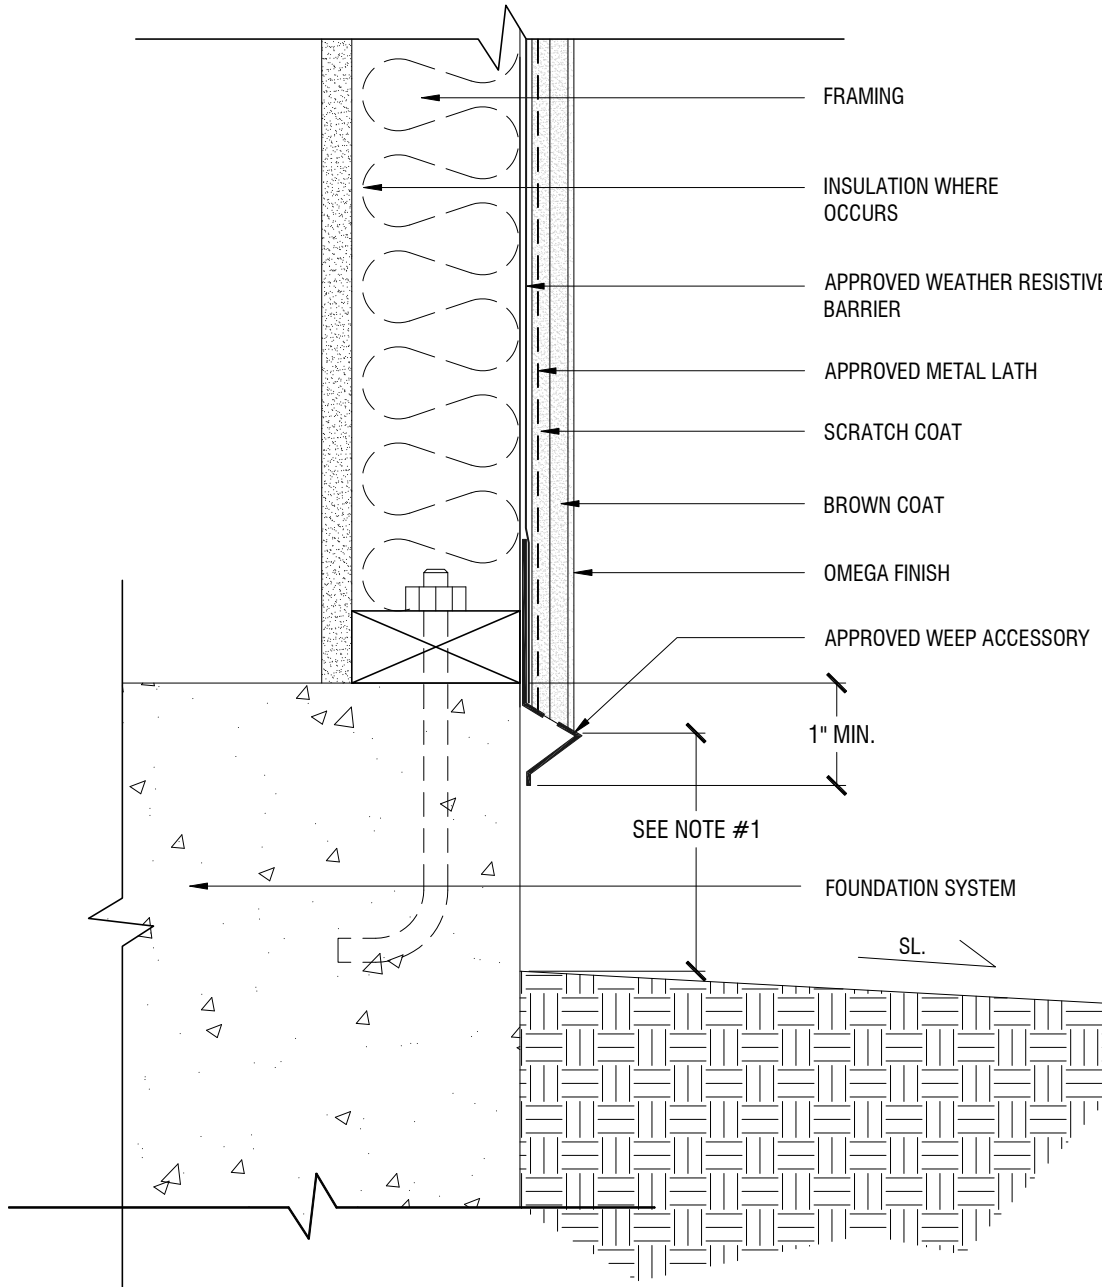 FRAMING
INSULATION WHERE
OCCURS
APPROVED WEATHER RESISTIVE
BARRIER
APPROVED METAL LATH
SCRATCH COAT
BROWN COAT
OMEGA FINISH
APPROVED WEEP ACCESSORY
1" MIN.
SEE NOTE #1
FOUNDATION SYSTEM
SL.